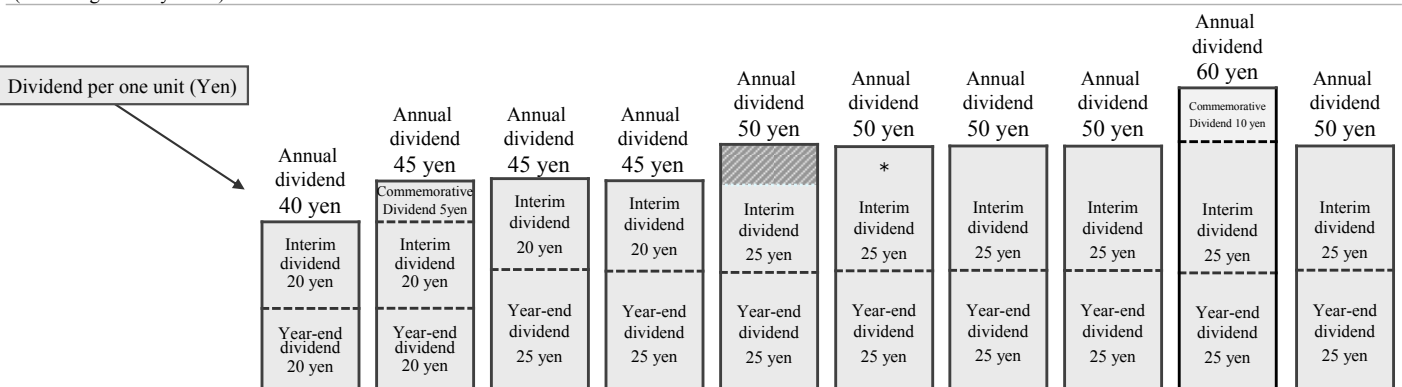 Dividend per one unit (Yen)
Annual
dividend
40 yen
Interim
dividend
20 yen
Year-end
dividend
20 yen
Annual
dividend
45 yen
Commemorative
Dividend 5yen
Interim
dividend
20 yen
Year-end
dividend
20 yen
Annual
dividend
45 yen
Interim
dividend
20 yen
Year-end
dividend
25 yen
Annual
dividend
45 yen
Interim
dividend
20 yen
Year-end
dividend
25 yen
Annual
dividend
50 yen
Interim
dividend
25 yen
Year-end
dividend
25 yen
Annual
dividend
50 yen
*
Interim
dividend
25 yen
Year-end
dividend
25 yen
Annual
dividend
50 yen
Interim
dividend
25 yen
Year-end
dividend
25 yen
Annual
dividend
50 yen
Interim
dividend
25 yen
Year-end
dividend
25 yen
Annual
dividend
60 yen
Commemorative
Dividend 10 yen
Interim
dividend
25 yen
Year-end
dividend
25 yen
Annual
dividend
50 yen
Interim
dividend
25 yen
Year-end
dividend
25 yen